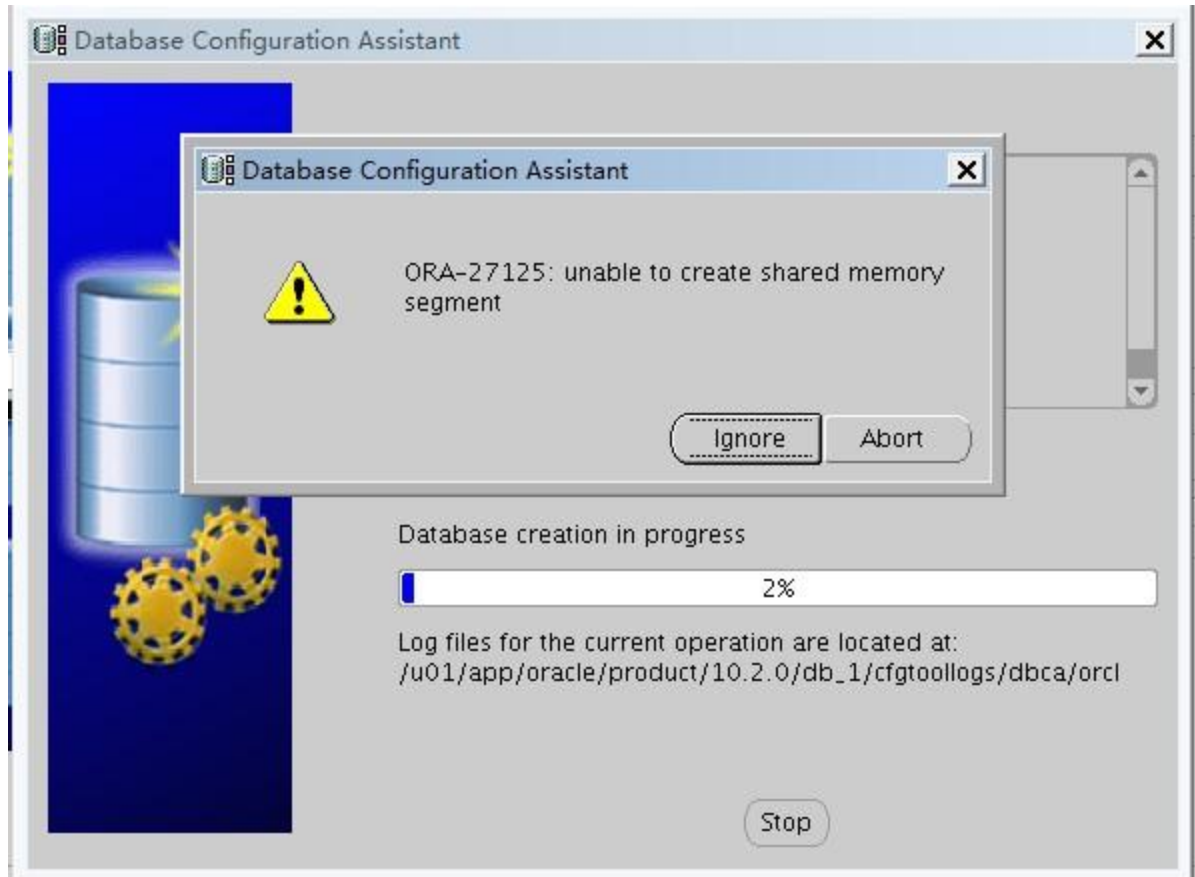 Database Configuration Assistant
Database Configuration Assistant
ORA-27125: unable to create shared memory
segment
Ignore
Abort
Database creation in progress
2%
Log files for the current operation are located at:
/u01/app/oracle/product/10.2.0/db_1/cfgtoollogs/dbca/orcl
Stop